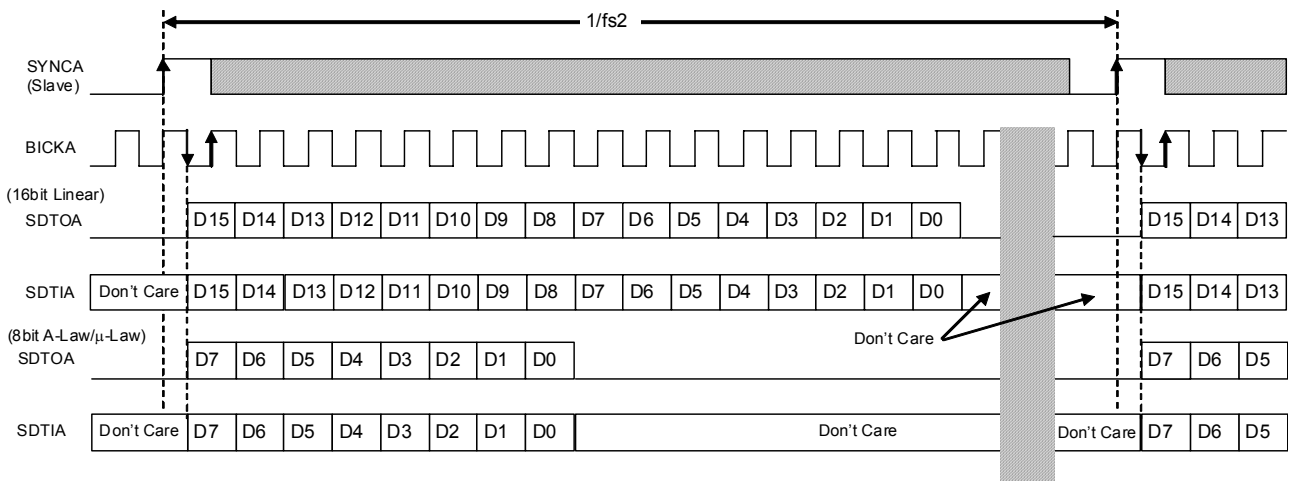 1/fs2
SYNCA
(Slave)
BICKA
(16bit Linear)
SDTOA D15 D14 D13 D12 D11 D10 D9 D8 D7 D6 D5 D4 D3 D2 D1 D0 D15 D14 D13
SDTIA Don't Care D15 D14 D13 D12 D11 D10 D9 D8 D7 D6 D5 D4 D3 D2 D1 D0 D15 D14 D13
Don't Care
(8bit A-Law/μ-Law)
SDTOA D7 D6 D5 D4 D3 D2 D1 D0 D7 D6 D5
SDTIA Don't Care D7 D6 D5 D4 D3 D2 D1 D0 Don't Care Don't Care D7 D6 D5